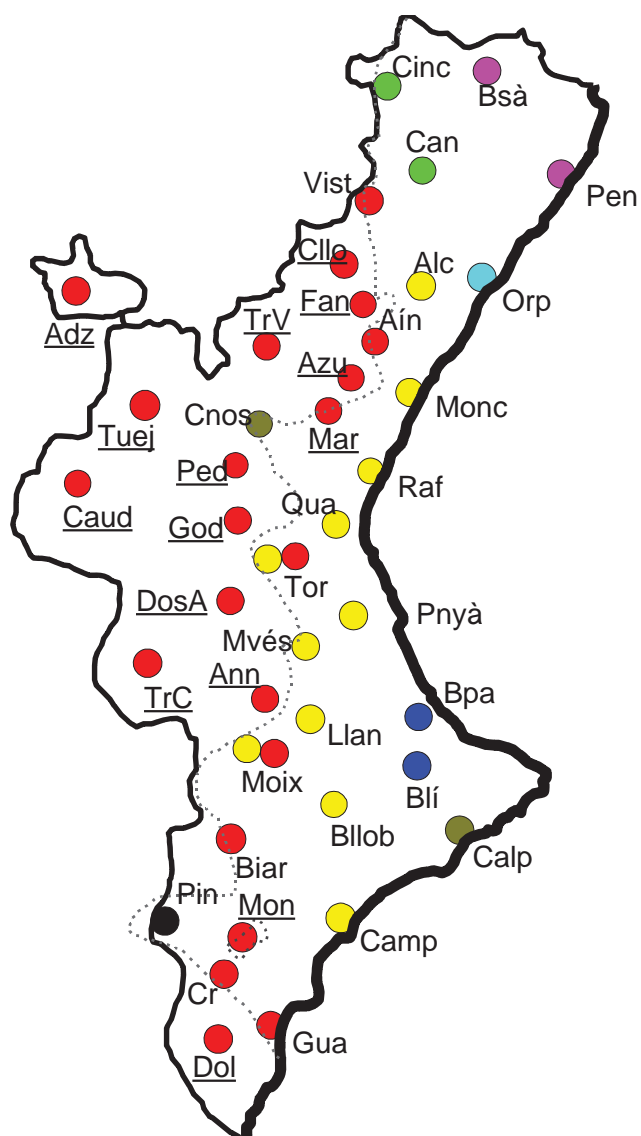 Cinc
Bsà
Can
Vist
Pen
Cllo
Alc
Fan
Orp
Adz
TrV
Aín
Azu
Monc
Cnos
Tuej
Mar
Ped
Raf
Caud
Qua
God
Tor
DosA
Pnyà
Mvés
Ann
TrC
Bpa
Llan
Moix
Blí
Bllob
Calp
Biar
Pin
Mon
Camp
Cr
Gua
Dol